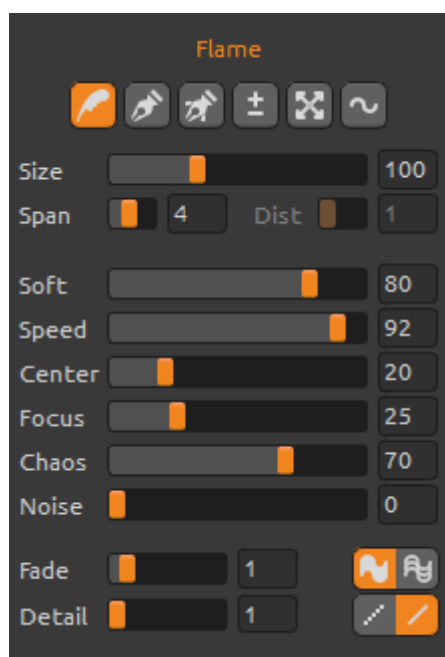 Flame
Size 100
Span 4 Dist 1
Soft 80
Speed 92
Center 20
Focus 25
Chaos 70
Noise 0
Fade 1
Detail 1